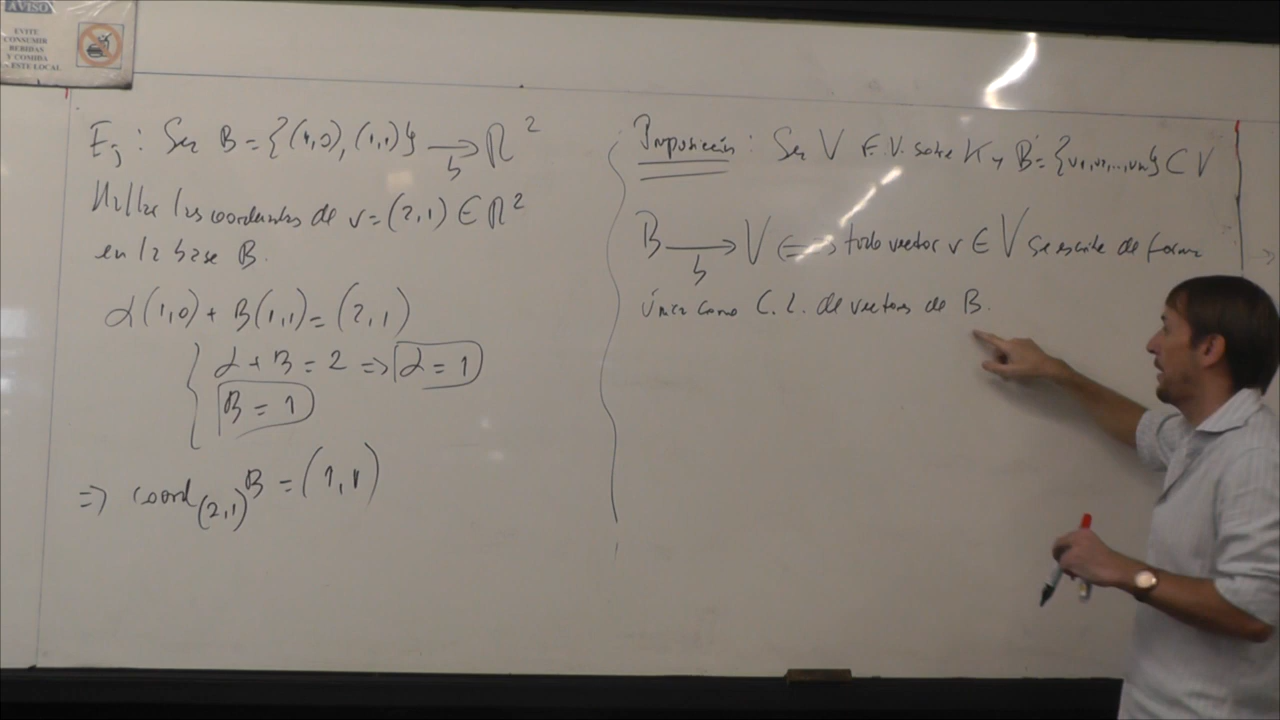 AVISO
EVITE
CONSUMIR
BEBIDAS
Y COMIDA
EN ESTE LOCAL
Ej: Sea B = {(1,0), (1,1)} →b ℝ²
Hallar las coordenadas de v = (2,1) ∈ ℝ²
en la base B.
α(1,0) + β(1,1) = (2,1)
α + β = 2 ⇒ α = 1
β = 1
⇒ coord₍₂,₁₎B = (1,1)
Proposición: Sea V E.V. sobre K y B = {v1, v2, ..., vn} ⊂ V
B →b V ⇔ todo vector v ∈ V se escribe de forma
única como C.L. de vectores de B.